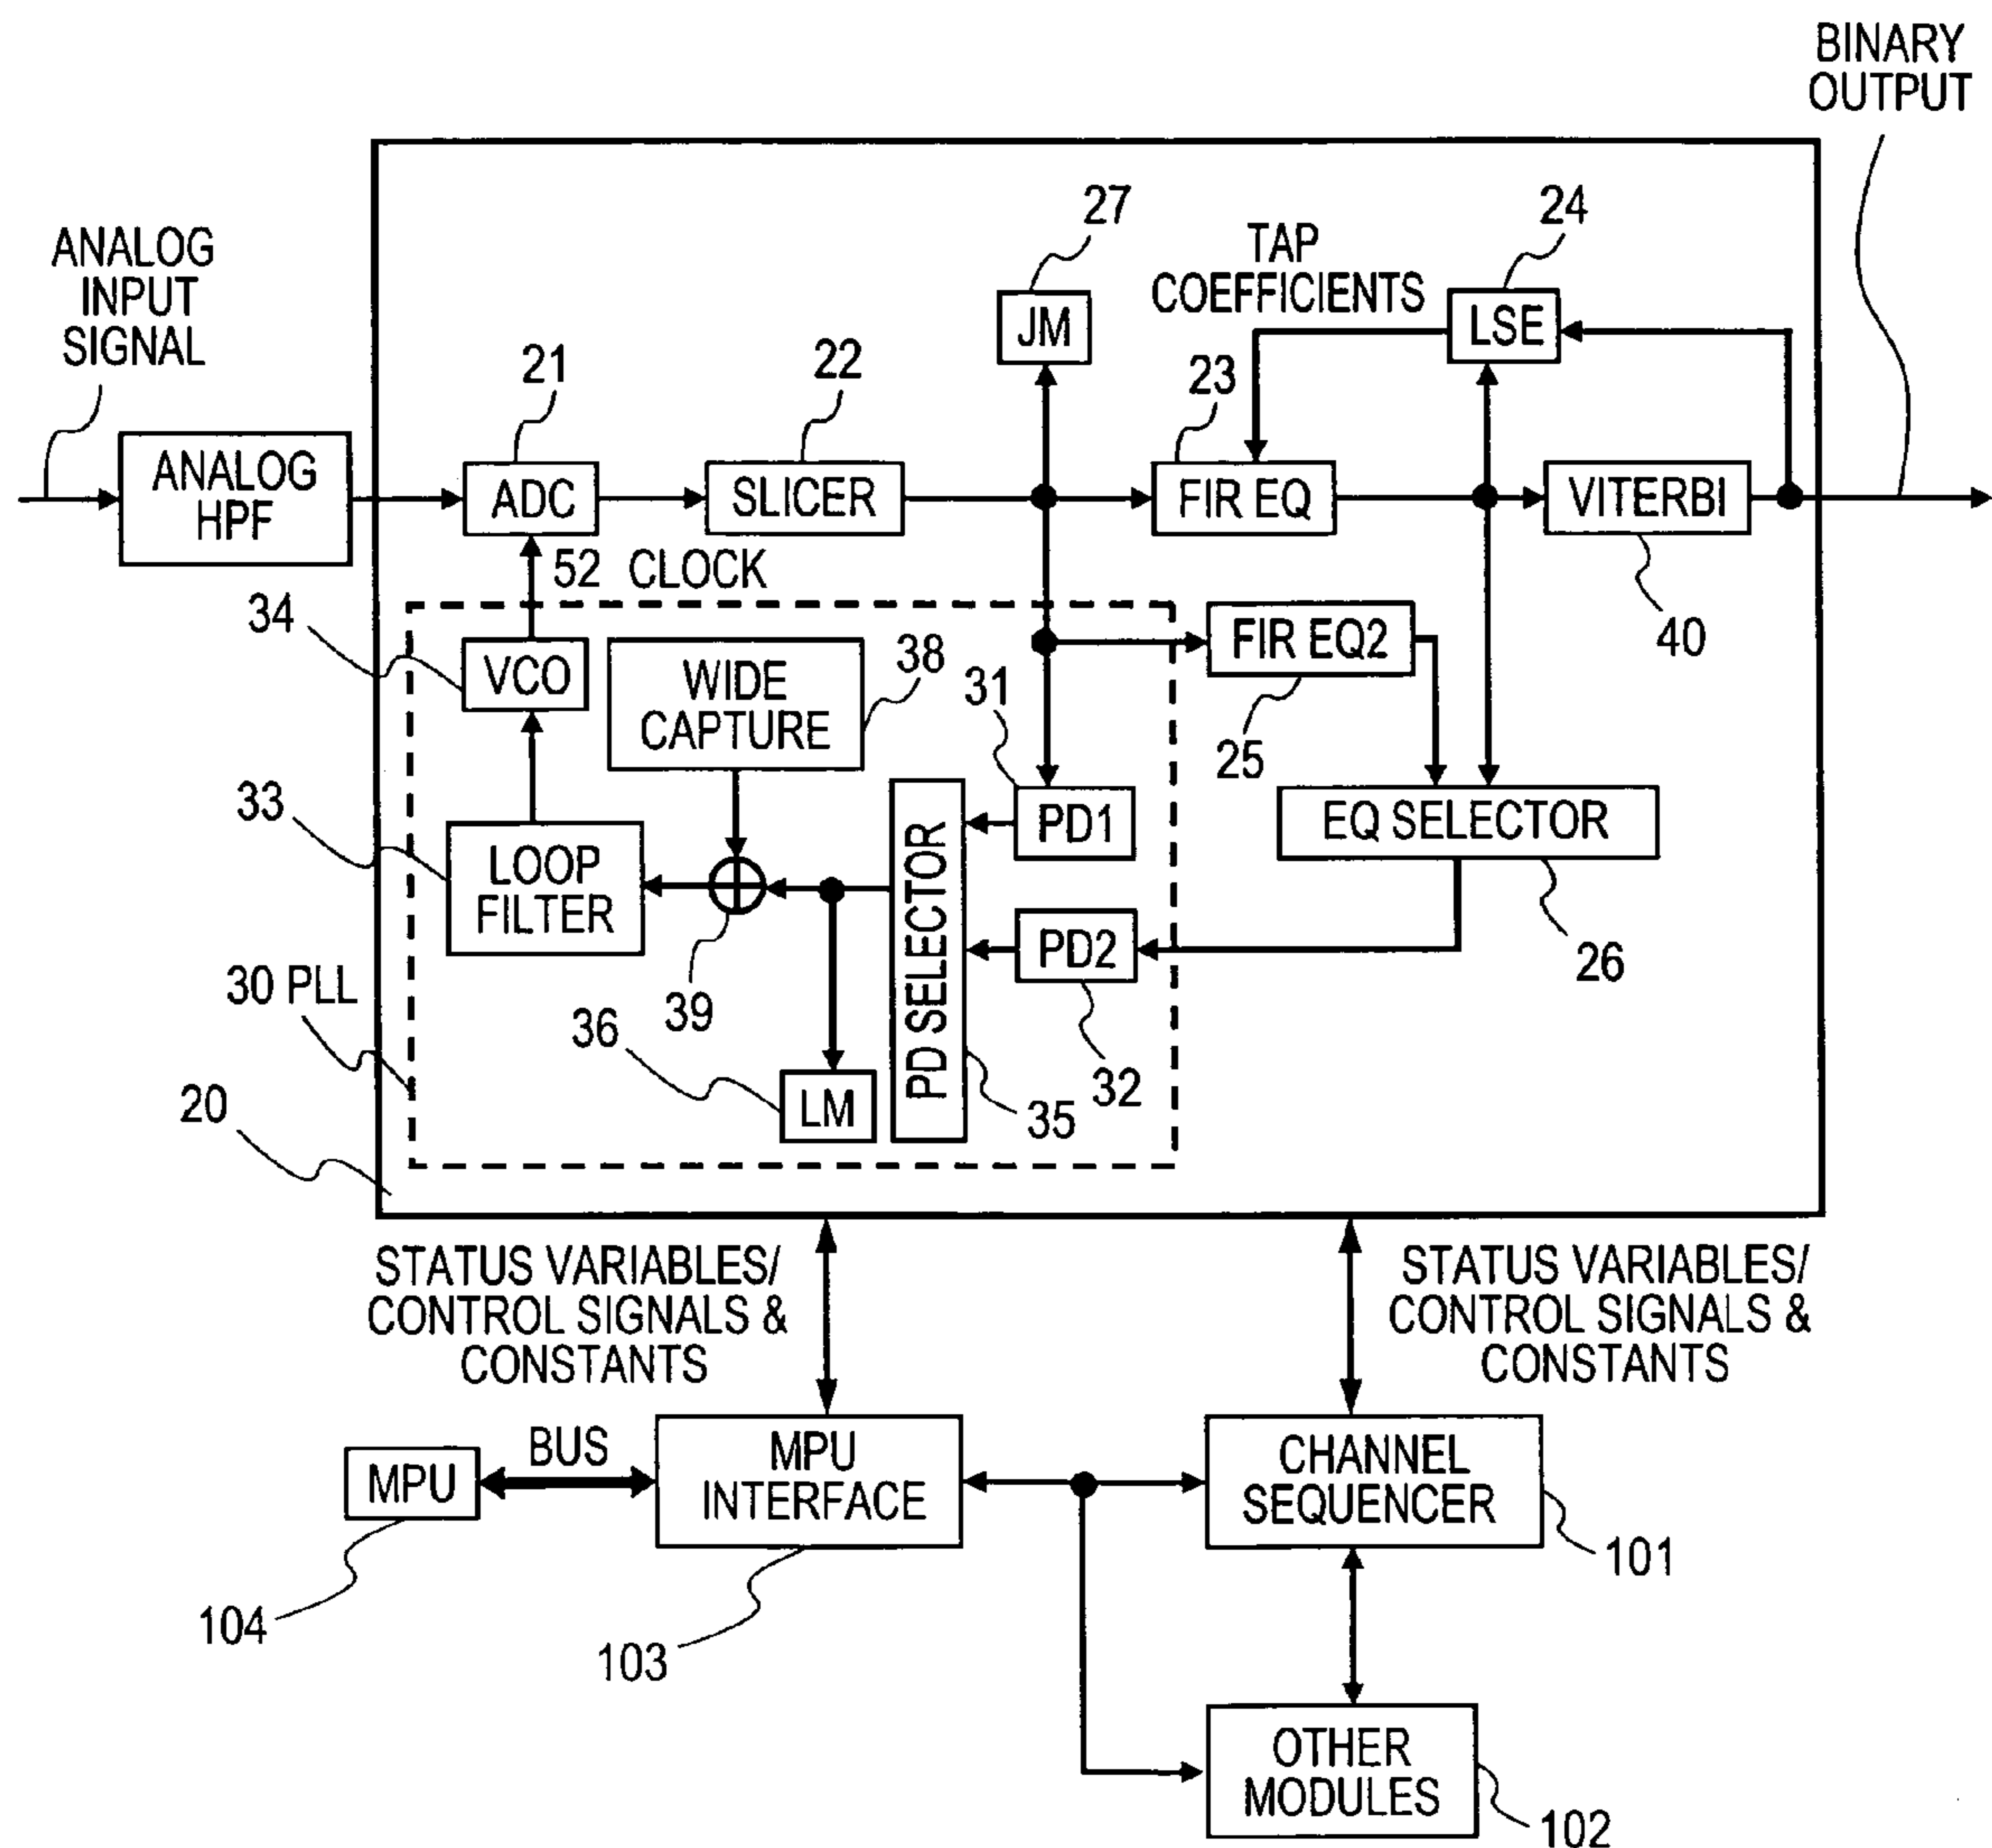 BINARY
OUTPUT
ANALOG
INPUT
SIGNAL
27
TAP
COEFFICIENTS
24
JM
LSE
21
22
23
ANALOG
HPF
ADC
SLICER
FIR EQ
VITERBI
52 CLOCK
34
VCO
WIDE
CAPTURE
38
31
FIR EQ2
25
40
33
LOOP
FILTER
PD SELECTOR
PD1
EQ SELECTOR
PD2
26
30 PLL
39
36
LM
35
32
20
STATUS VARIABLES/
CONTROL SIGNALS &
CONSTANTS
STATUS VARIABLES/
CONTROL SIGNALS &
CONSTANTS
MPU
BUS
MPU
INTERFACE
CHANNEL
SEQUENCER
101
104
103
OTHER
MODULES
102